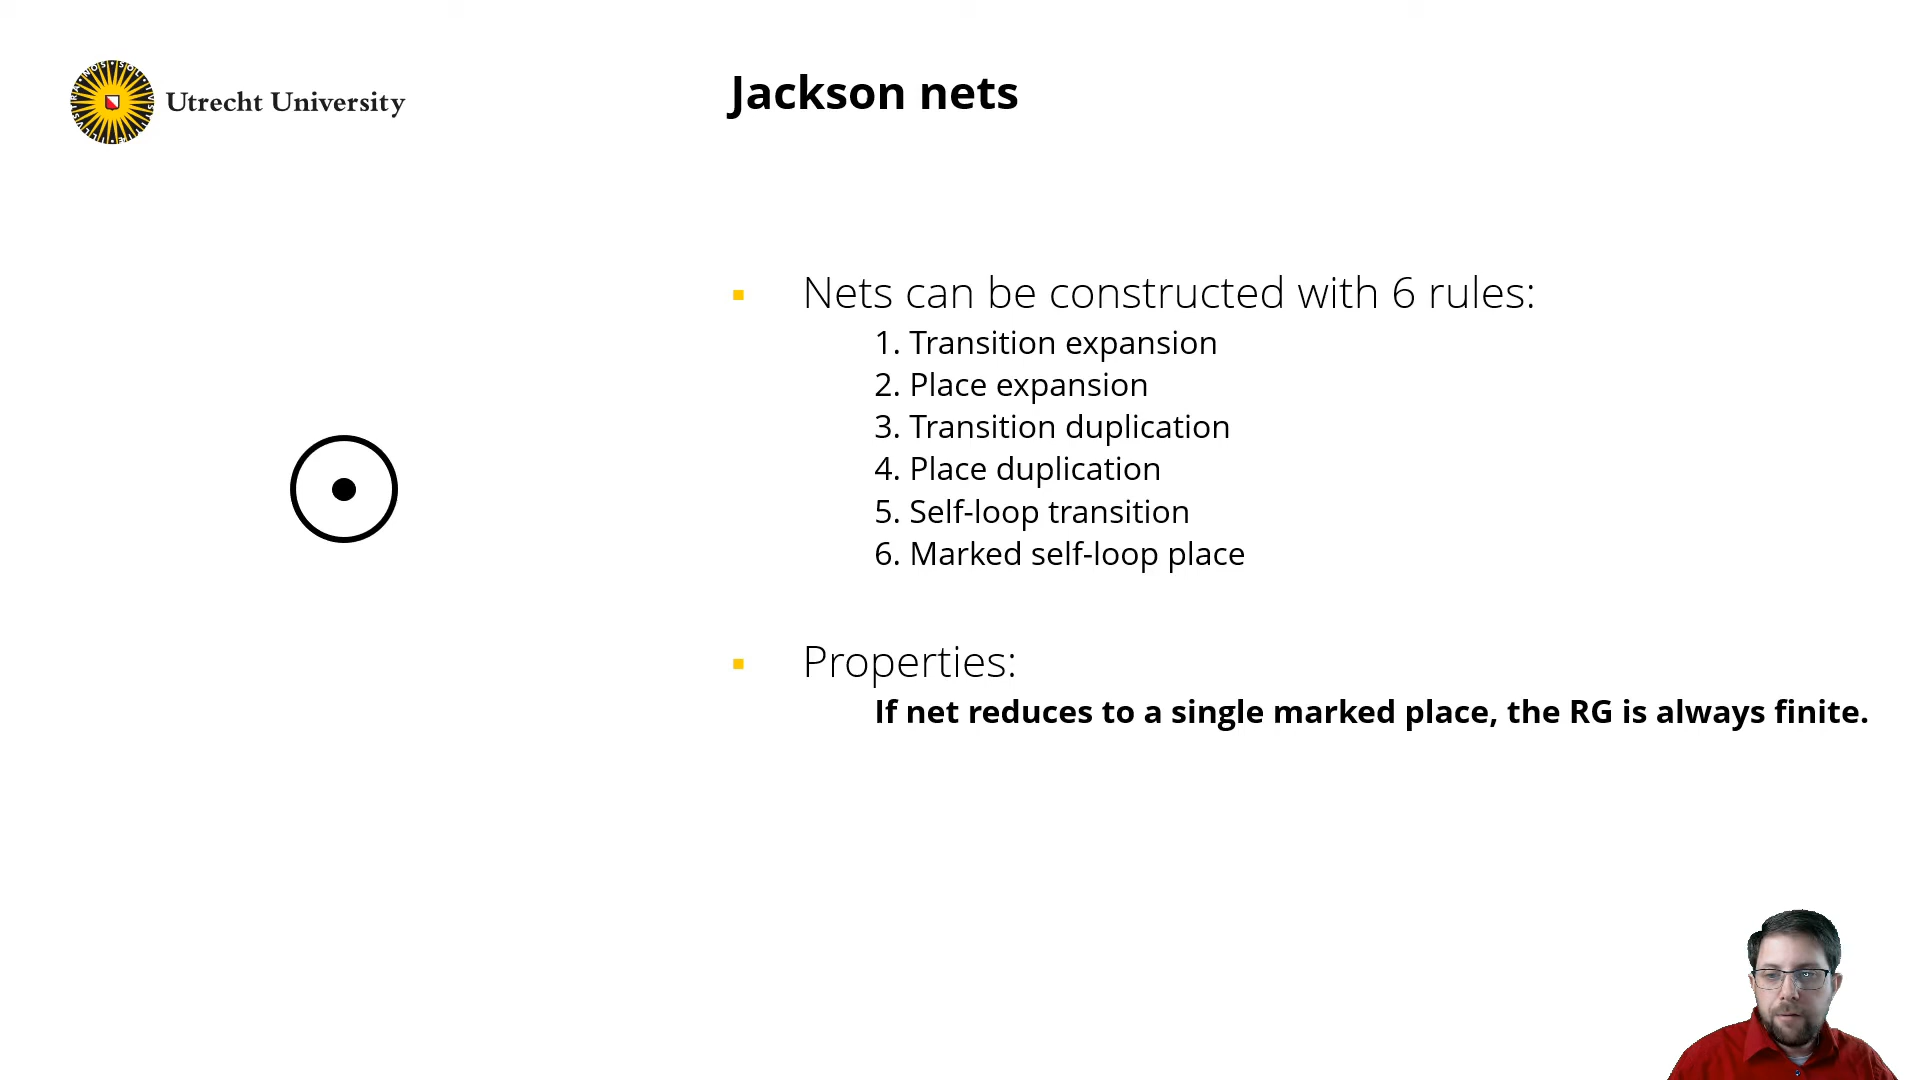 Utrecht University
Jackson nets
Nets can be constructed with 6 rules:
1. Transition expansion
2. Place expansion
3. Transition duplication
4. Place duplication
5. Self-loop transition
6. Marked self-loop place
Properties:
If net reduces to a single marked place, the RG is always finite.